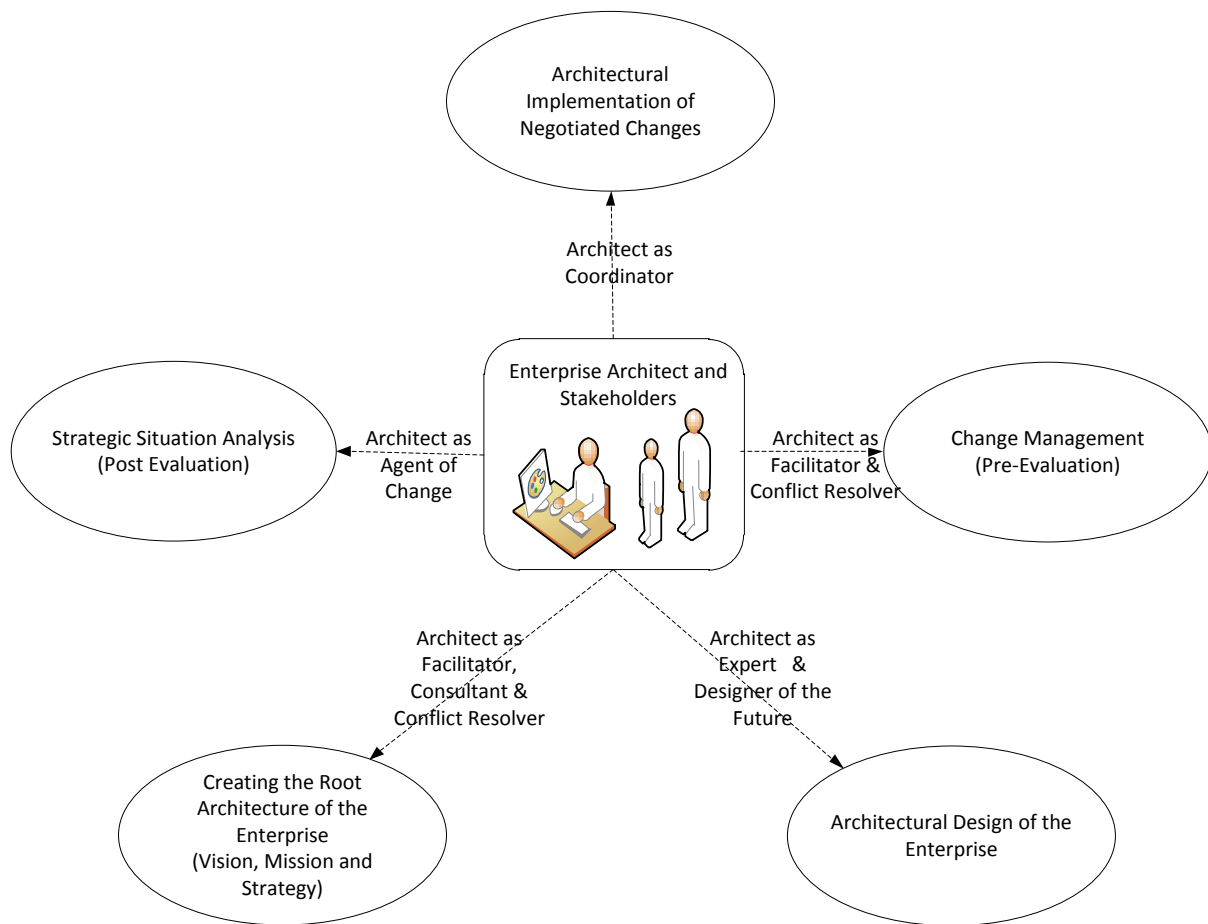 Architectural
Implementation of
Negotiated Changes
Architect as
Coordinator
Enterprise Architect and
Stakeholders
Strategic Situation Analysis
(Post Evaluation)
Architect as
Agent of
Change
Architect as
Facilitator &
Conflict Resolver
Change Management
(Pre-Evaluation)
Architect as
Facilitator,
Consultant &
Conflict Resolver
Architect as
Expert &
Designer of the
Future
Creating the Root
Architecture of the
Enterprise
(Vision, Mission and
Strategy)
Architectural Design of the
Enterprise